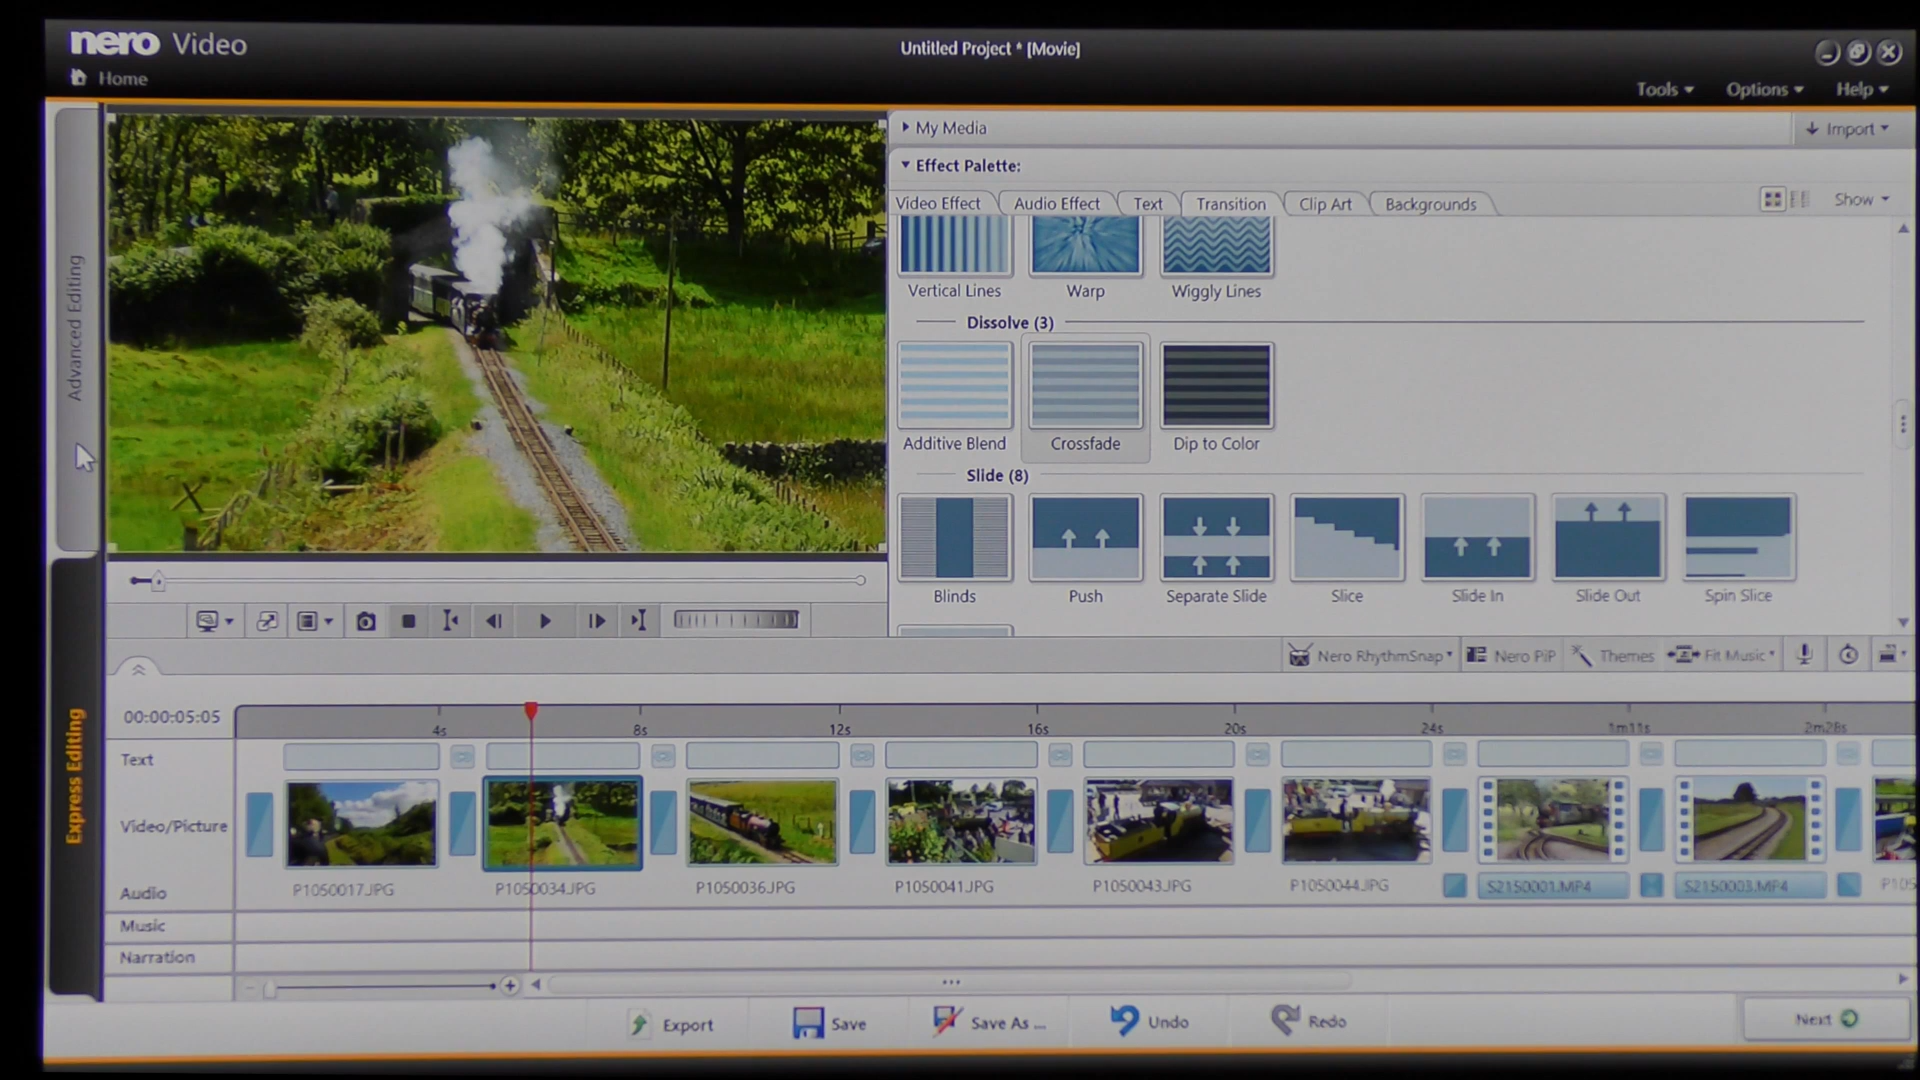 nero Video
Untitled Project * [Movie]
Home
Tools Options Help
My Media
Import
Effect Palette:
Video Effect Audio Effect Text Transition Clip Art Backgrounds
Show
Vertical Lines Warp Wiggly Lines
Dissolve (3)
Additive Blend Crossfade Dip to Color
Slide (8)
Blinds Push Separate Slide Slice Slide In Slide Out Spin Slice
Advanced Editing
Express Editing
Nero RhythmSnap Nero PiP Themes Fit Music
00:00:05:05
4s 8s 12s 16s 20s 24s 1m11s 2m28s
Text
Video/Picture
P1050017.JPG P1050034.JPG P1050036.JPG P1050041.JPG P1050043.JPG P1050044.JPG S2150001.MP4 S2150003.MP4 P105
Audio
Music
Narration
Export Save Save As ... Undo Redo Next